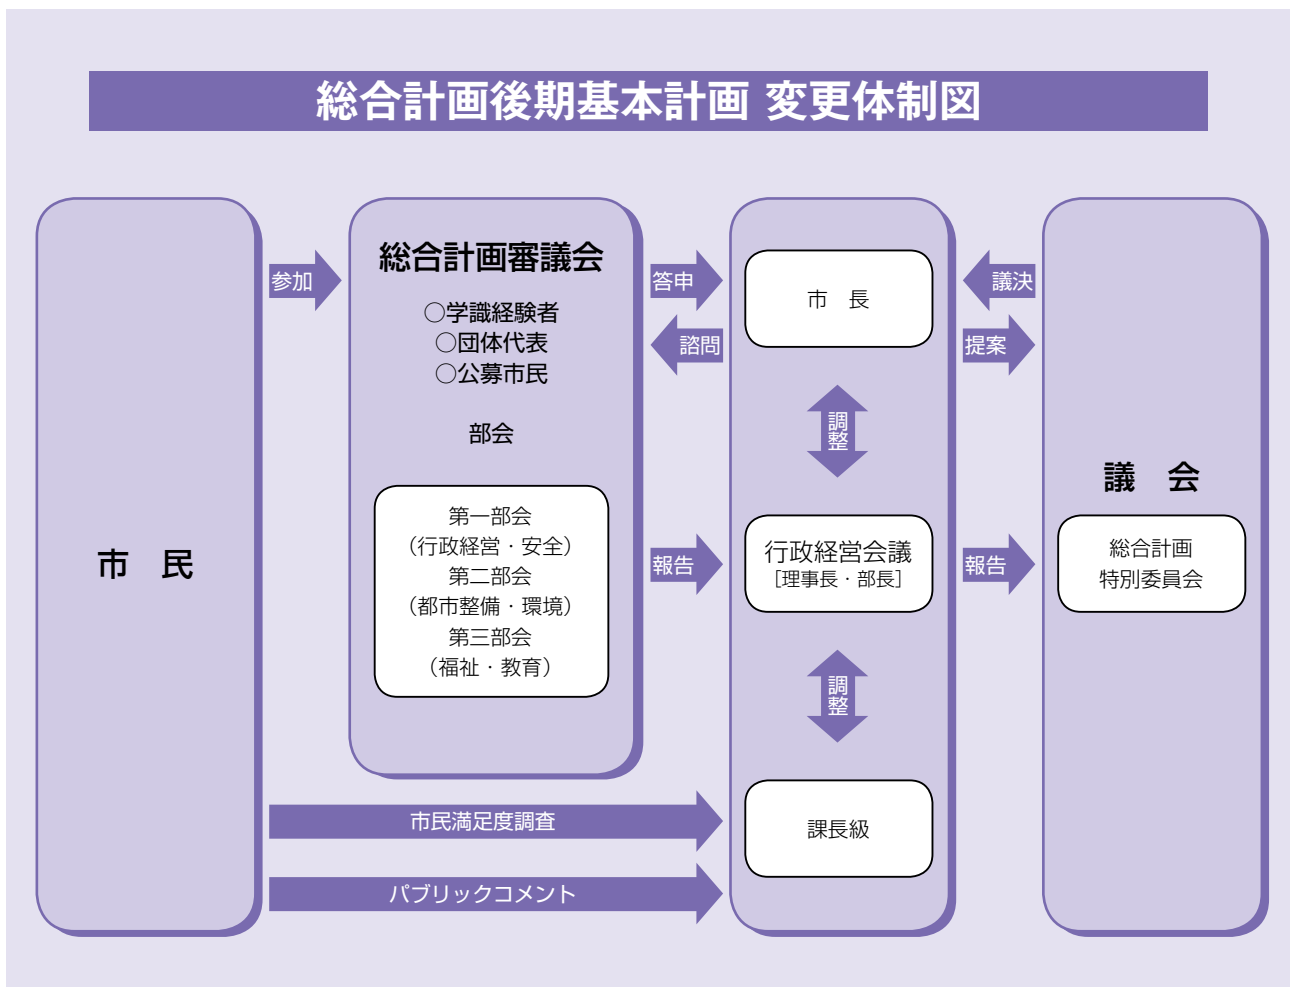 総合計画後期基本計画 変更体制図
市　民
参加
総合計画審議会
○学識経験者
○団体代表
○公募市民
部会
第一部会
（行政経営・安全）
第二部会
（都市整備・環境）
第三部会
（福祉・教育）
答申
諮問
報告
市民満足度調査
パブリックコメント
市　長
調整
行政経営会議
［理事長・部長］
調整
課長級
議決
提案
報告
議　会
総合計画
特別委員会